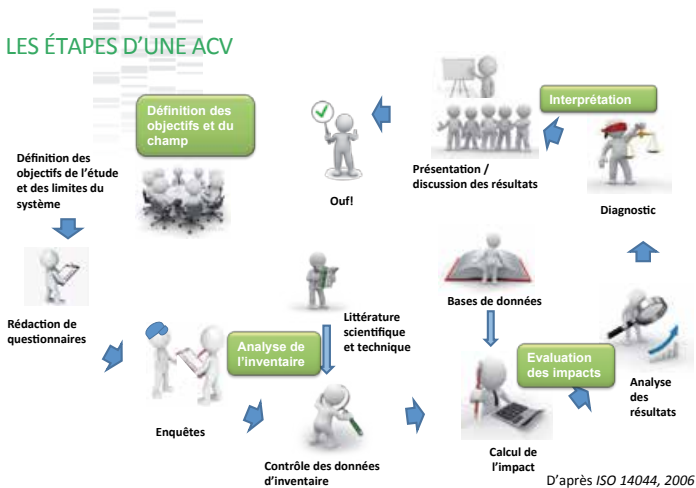 LES ÉTAPES D'UNE ACV
Définition des
objectifs et du
champ
Définition des
objectifs de l'étude
et des limites du
système
Rédaction de
questionnaires
Enquêtes
Analyse de
l'inventaire
Littérature
scientifique
et technique
Contrôle des données
d'inventaire
Bases de données
Calcul de
l'impact
Evaluation
des impacts
Analyse
des
résultats
Diagnostic
Interprétation
Présentation /
discussion des résultats
Ouf!
D'après ISO 14044, 2006